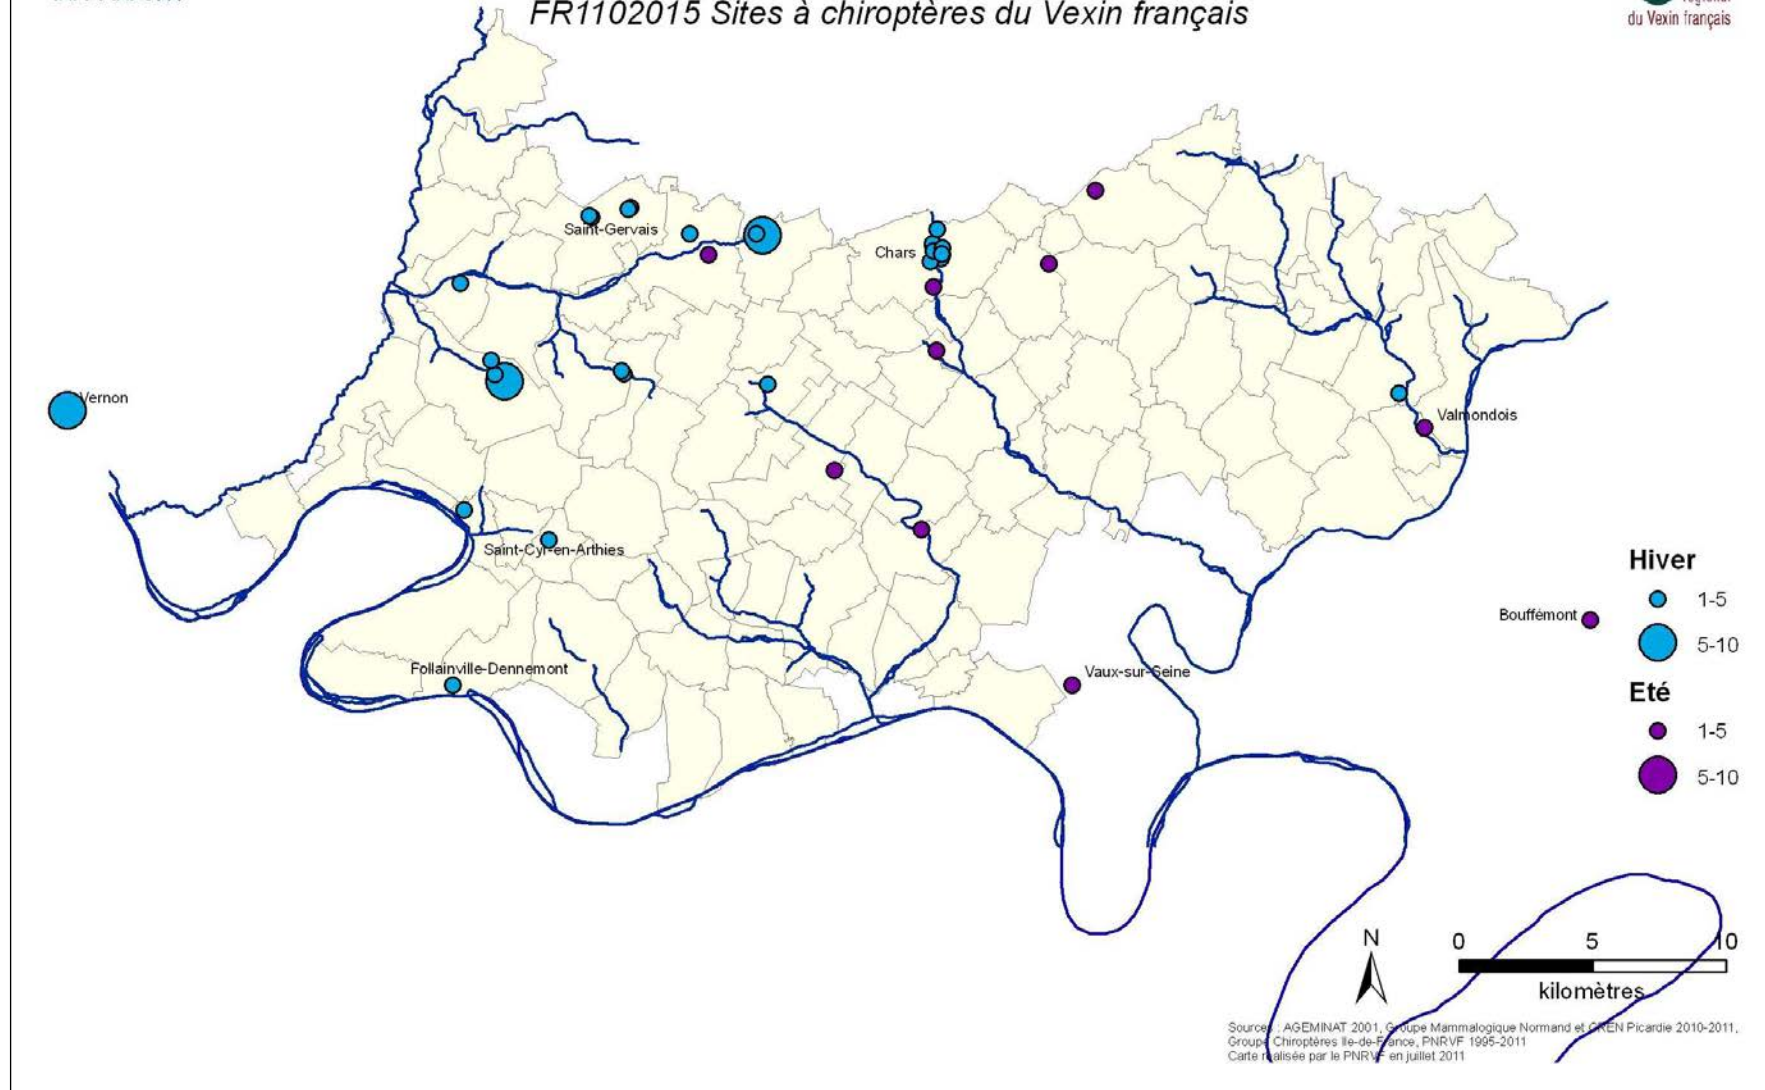 FR1102015 Sites à chiroptères du Vexin français
du Vexin français
Saint-Gervais
Chars
Vernon
Valmondois
Saint-Cyr-en-Arthies
Hiver
1-5
5-10
Bouffémont
Follainville-Dennemont
Vaux-sur-Seine
Eté
1-5
5-10
N
0 5 10
kilomètres
Sources : AGEMINAT 2001, Groupe Mammalogique Normand et CREN Picardie 2010-2011,
Groupe Chiroptères Ile-de-France, PNRVF 1995-2011
Carte réalisée par le PNRVF en juillet 2011